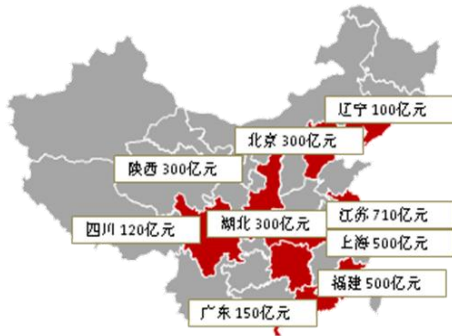 辽宁 100亿元
北京 300亿元
陕西 300亿元
四川 120亿元
湖北 300亿元
江苏 710亿元
上海 500亿元
福建 500亿元
广东 150亿元